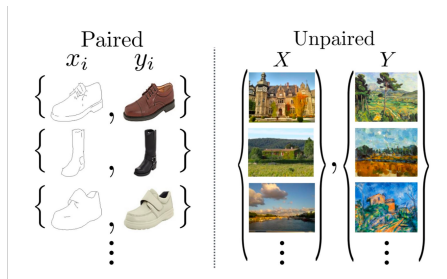 Paired
x_i y_i
{ , }
{ , }
{ , }
⋮
Unpaired
X Y
{ ⋮ } , { ⋮ }